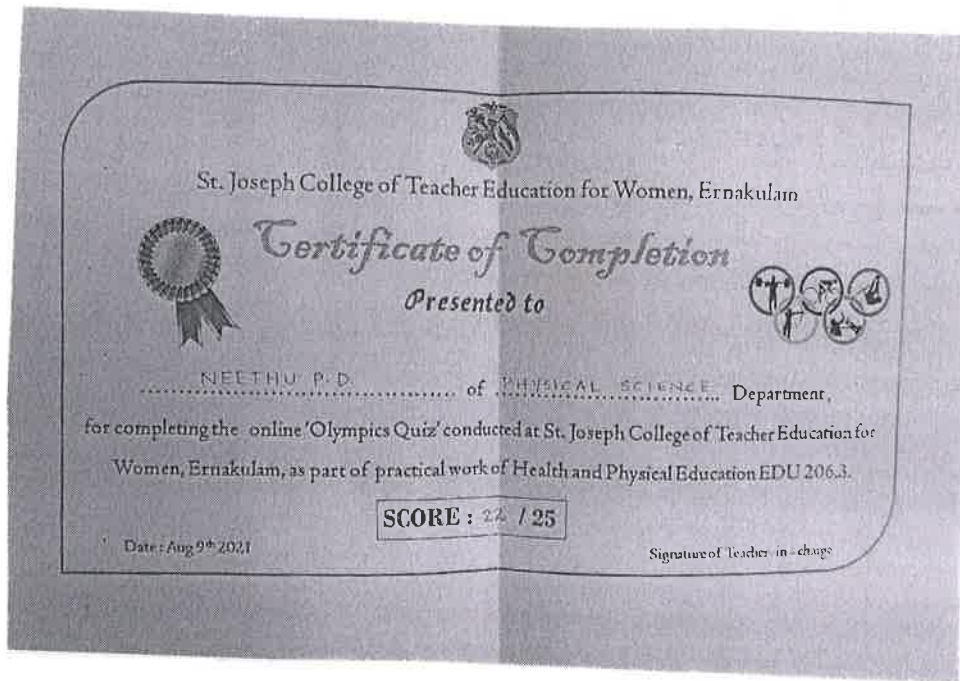 St. Joseph College of Teacher Education for Women, Ernakulam
Certificate of Completion
Presented to
NEETHU P.D. of PHYSICAL SCIENCE Department,
for completing the online 'Olympics Quiz' conducted at St. Joseph College of Teacher Education for
Women, Ernakulam, as part of practical work of Health and Physical Education EDU 206.3.
SCORE : 22 / 25
Date : Aug 9th 2021
Signature of Teacher in - charge